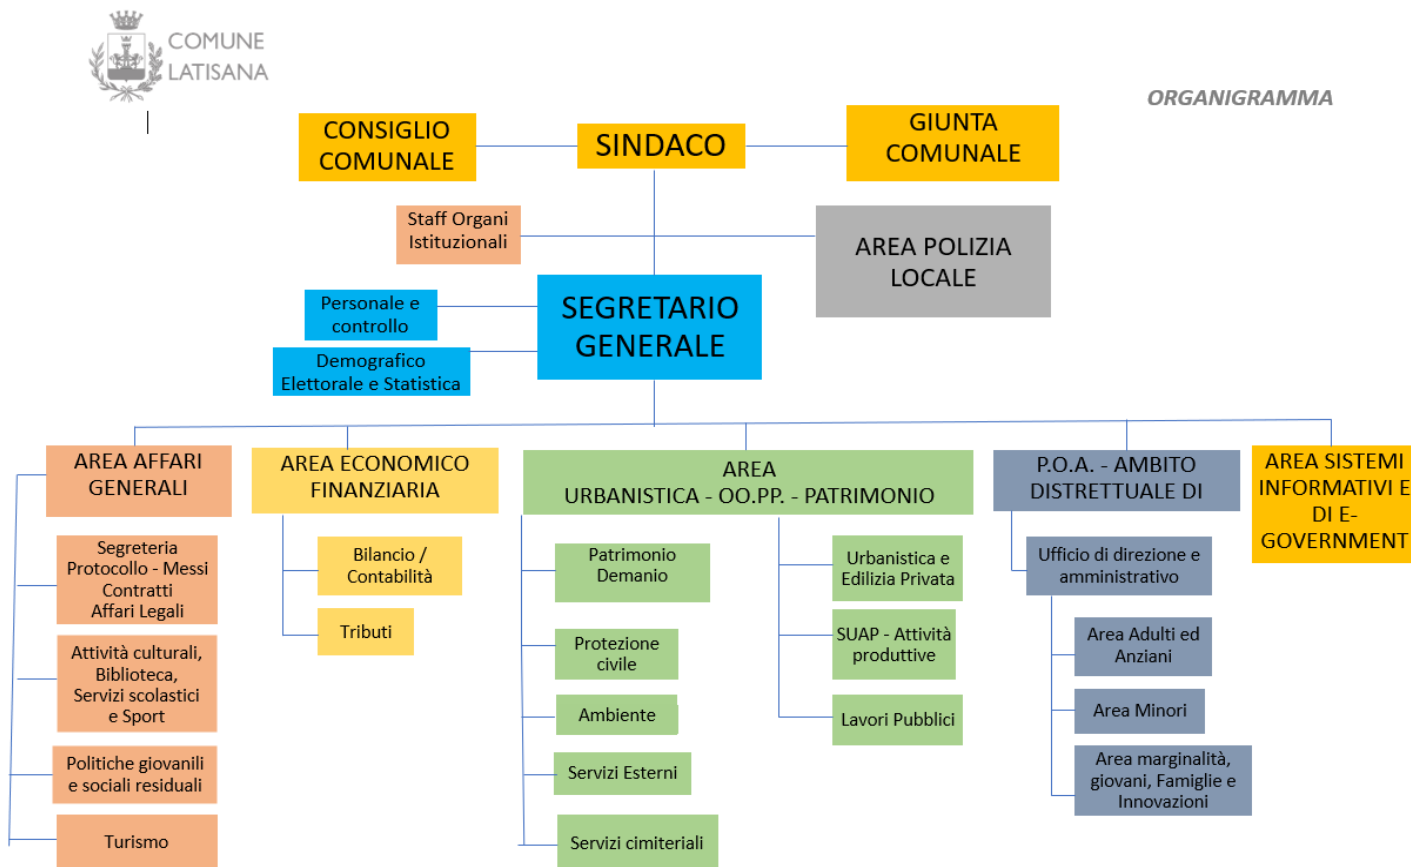 COMUNE
LATISANA
ORGANIGRAMMA
CONSIGLIO
COMUNALE
SINDACO
GIUNTA
COMUNALE
Staff Organi
Istituzionali
AREA POLIZIA
LOCALE
SEGRETARIO
GENERALE
Personale e
controllo
Demografico
Elettorale e Statistica
AREA AFFARI
GENERALI
Segreteria
Protocollo - Messi
Contratti
Affari Legali
Attività culturali,
Biblioteca,
Servizi scolastici
e Sport
Politiche giovanili
e sociali residuali
Turismo
AREA ECONOMICO
FINANZIARIA
Bilancio /
Contabilità
Tributi
AREA
URBANISTICA - OO.PP. - PATRIMONIO
Patrimonio
Demanio
Protezione
civile
Ambiente
Servizi Esterni
Servizi cimiteriali
Urbanistica e
Edilizia Privata
SUAP - Attività
produttive
Lavori Pubblici
P.O.A. - AMBITO
DISTRETTUALE DI
Ufficio di direzione e
amministrativo
Area Adulti ed
Anziani
Area Minori
Area marginalità,
giovani, Famiglie e
Innovazioni
AREA SISTEMI
INFORMATIVI E
DI E-
GOVERNMENT